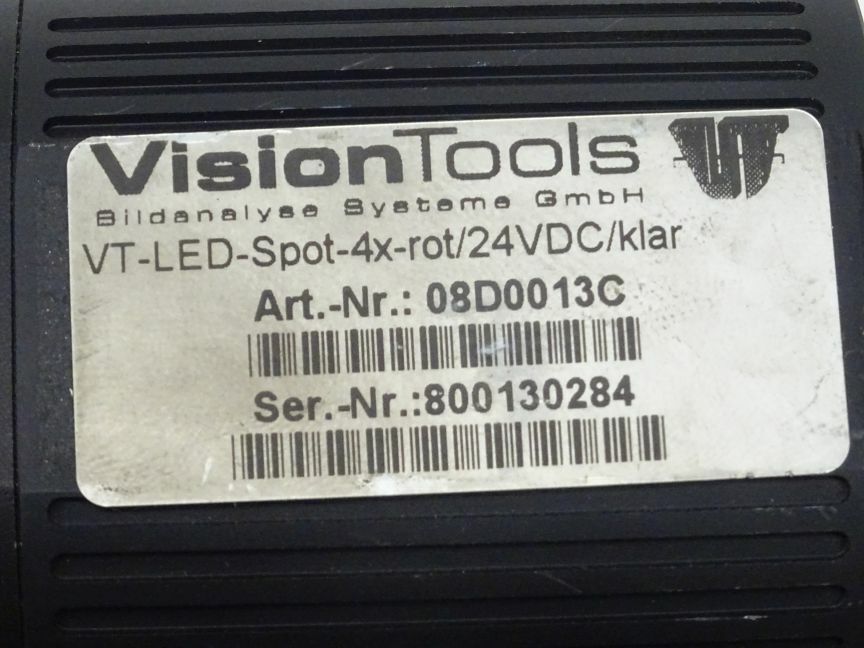 VisionTools
Bildanalyse Systeme GmbH
VT-LED-Spot-4x-rot/24VDC/klar
Art.-Nr.: 08D0013C
Ser.-Nr.:800130284